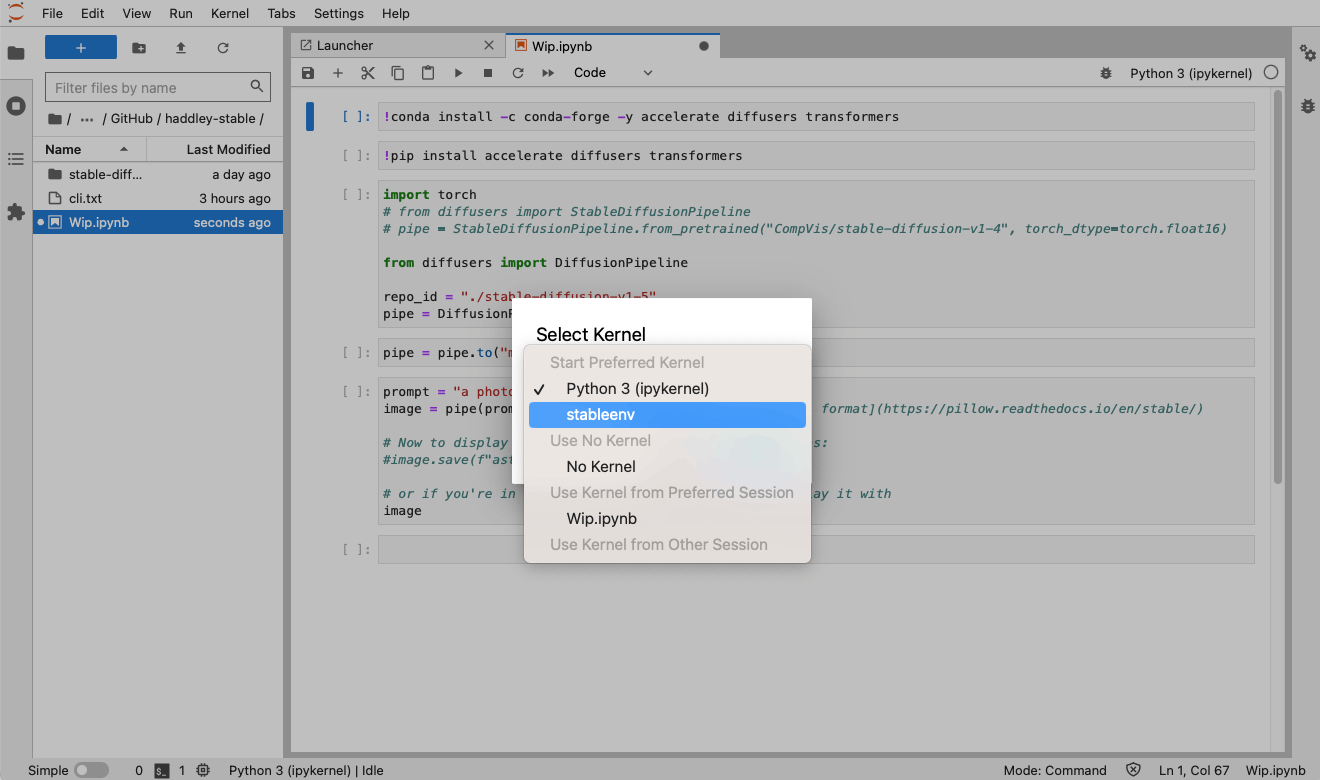 File Edit View Run Kernel Tabs Settings Help
+
Filter files by name
/ ··· / GitHub / haddley-stable /
Name Last Modified
stable-diff... a day ago
cli.txt 3 hours ago
Wip.ipynb seconds ago
Launcher
Wip.ipynb
Code
Python 3 (ipykernel)
[ ]: !conda install -c conda-forge -y accelerate diffusers transformers
[ ]: !pip install accelerate diffusers transformers
[ ]: import torch
# from diffusers import StableDiffusionPipeline
# pipe = StableDiffusionPipeline.from_pretrained("CompVis/stable-diffusion-v1-4", torch_dtype=torch.float16)
from diffusers import DiffusionPipeline
repo_id = "./stable-diffusion-v1-5"
pipe = Diffusion
[ ]: pipe = pipe.to("m
[ ]: prompt = "a photo
image = pipe(prom format](https://pillow.readthedocs.io/en/stable/)
# Now to display s:
#image.save(f"ast
# or if you're in ay it with
image
[ ]:
Select Kernel
Start Preferred Kernel
✓ Python 3 (ipykernel)
stableenv
Use No Kernel
No Kernel
Use Kernel from Preferred Session
Wip.ipynb
Use Kernel from Other Session
Simple 0 $_ 1 Python 3 (ipykernel) | Idle
Mode: Command Ln 1, Col 67 Wip.ipynb